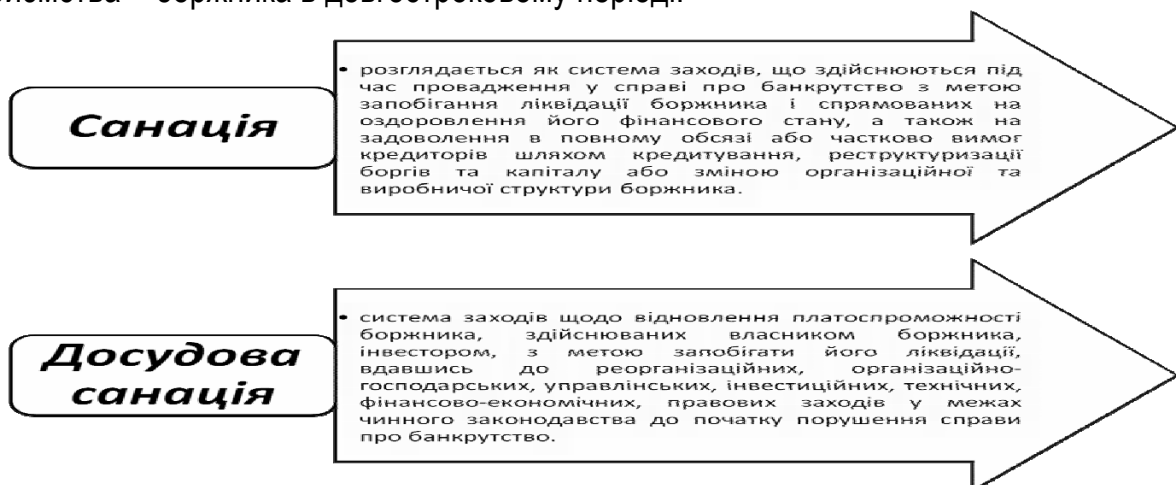 боржника в довгостроковому періоді
Санація
• розглядається як система заходів, що здійснюються під
час провадження у справі про банкрутство з метою
запобігання ліквідації боржника і спрямованих на
оздоровлення його фінансового стану, а також на
задоволення в повному обсязі або частково вимог
кредиторів шляхом кредитування, реструктуризації
боргів та капіталу або зміною організаційної та
виробничої структури боржника.
Досудова
санація
• система заходів щодо відновлення платоспроможності
боржника, здійснюваних власником боржника,
інвестором, з метою запобігати його ліквідації,
вдавшись до реорганізаційних, організаційно-
господарських, управлінських, інвестиційних, технічних,
фінансово-економічних, правових заходів у межах
чинного законодавства до початку порушення справи
про банкрутство.